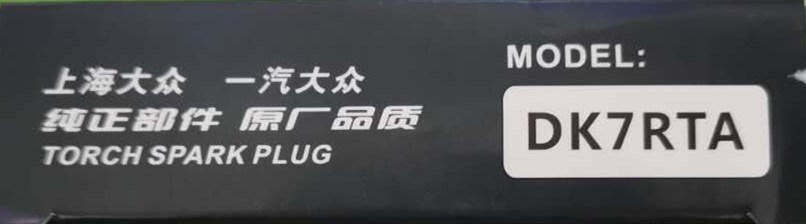 上海大众 一汽大众
纯正部件 原厂品质
TORCH SPARK PLUG
MODEL:
DK7RTA